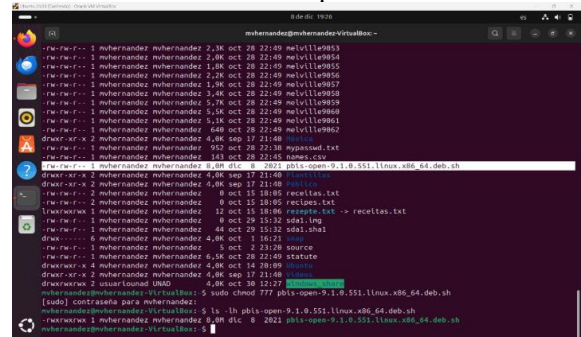 Ubuntu 2404 [Corriendo] - Oracle VM VirtualBox
8 de dic 19:26
es
mvhernandez@mvhernandez-VirtualBox: ~
-rw-rw-r-- 1 mvhernandez mvhernandez 2,3K oct 28 22:49 melville9053
-rw-rw-r-- 1 mvhernandez mvhernandez 2,0K oct 28 22:49 melville9054
-rw-rw-r-- 1 mvhernandez mvhernandez 1,8K oct 28 22:49 melville9055
-rw-rw-r-- 1 mvhernandez mvhernandez 2,2K oct 28 22:49 melville9056
-rw-rw-r-- 1 mvhernandez mvhernandez 1,9K oct 28 22:49 melville9057
-rw-rw-r-- 1 mvhernandez mvhernandez 3,4K oct 28 22:49 melville9058
-rw-rw-r-- 1 mvhernandez mvhernandez 5,7K oct 28 22:49 melville9059
-rw-rw-r-- 1 mvhernandez mvhernandez 5,5K oct 28 22:49 melville9060
-rw-rw-r-- 1 mvhernandez mvhernandez 5,1K oct 28 22:49 melville9061
-rw-rw-r-- 1 mvhernandez mvhernandez 640 oct 28 22:49 melville9062
drwxr-xr-x 2 mvhernandez mvhernandez 4,0K sep 17 21:40 Música
-rw-rw-r-- 1 mvhernandez mvhernandez 952 oct 28 22:38 mypasswd.txt
-rw-rw-r-- 1 mvhernandez mvhernandez 143 oct 28 22:45 names.csv
-rw-rw-r-- 1 mvhernandez mvhernandez 8,0M dic 8 2021 pbis-open-9.1.0.551.linux.x86_64.deb.sh
drwxr-xr-x 2 mvhernandez mvhernandez 4,0K sep 17 21:40 Plantillas
drwxr-xr-x 2 mvhernandez mvhernandez 4,0K sep 17 21:40 Público
-rw-rw-r-- 2 mvhernandez mvhernandez 0 oct 15 18:05 receitas.txt
-rw-rw-r-- 2 mvhernandez mvhernandez 0 oct 15 18:05 recipes.txt
lrwxrwxrwx 1 mvhernandez mvhernandez 12 oct 15 18:06 rezepte.txt -> receitas.txt
-rw-rw-r-- 1 mvhernandez mvhernandez 0 oct 29 15:32 sda1.img
-rw-rw-r-- 1 mvhernandez mvhernandez 44 oct 29 15:32 sda1.sha1
drwx------ 6 mvhernandez mvhernandez 4,0K oct 1 16:21 snap
-rw-rw-r-- 1 mvhernandez mvhernandez 5 oct 2 23:20 source
-rw-rw-r-- 1 mvhernandez mvhernandez 6,5K oct 28 22:49 statute
drwxrwxr-x 4 mvhernandez mvhernandez 4,0K oct 14 20:09 Ubuntu
drwxr-xr-x 2 mvhernandez mvhernandez 4,0K sep 17 21:40 Vídeos
drwxrwxrwx 2 usuariounad UNAD 4,0K oct 30 12:27 windows_share
mvhernandez@mvhernandez-VirtualBox:~$ sudo chmod 777 pbis-open-9.1.0.551.linux.x86_64.deb.sh
[sudo] contraseña para mvhernandez:
mvhernandez@mvhernandez-VirtualBox:~$ ls -lh pbis-open-9.1.0.551.linux.x86_64.deb.sh
-rwxrwxrwx 1 mvhernandez mvhernandez 8,0M dic 8 2021 pbis-open-9.1.0.551.linux.x86_64.deb.sh
mvhernandez@mvhernandez-VirtualBox:~$